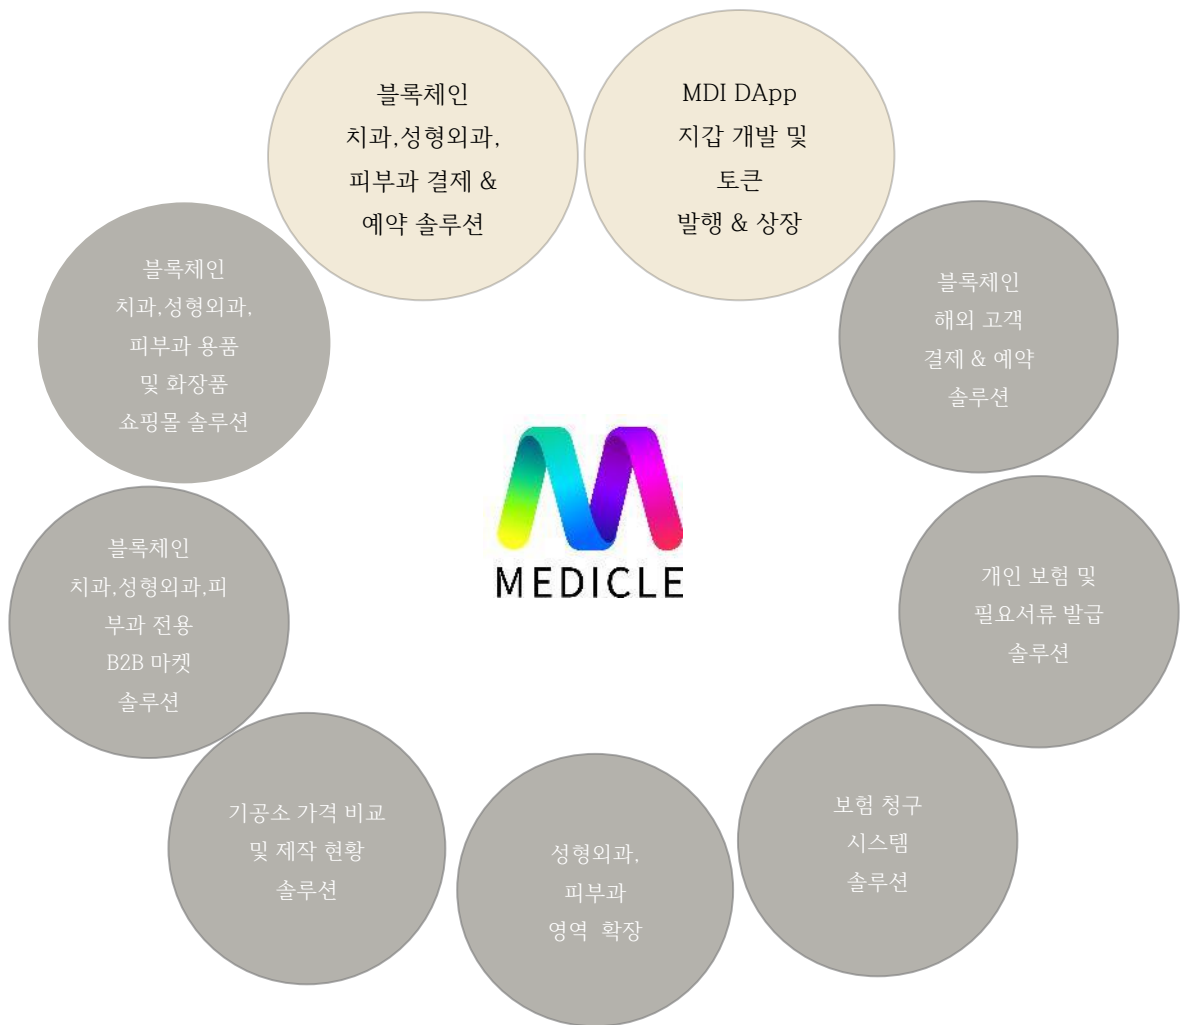 블록체인
치과,성형외과,
피부과 결제 &
예약 솔루션
MDI DApp
지갑 개발 및
토큰
발행 & 상장
블록체인
치과,성형외과,
피부과 용품
및 화장품
쇼핑몰 솔루션
블록체인
해외 고객
결제 & 예약
솔루션
MEDICLE
블록체인
치과,성형외과,피
부과 전용
B2B 마켓
솔루션
개인 보험 및
필요서류 발급
솔루션
기공소 가격 비교
및 제작 현황
솔루션
성형외과,
피부과
영역 확장
보험 청구
시스템
솔루션